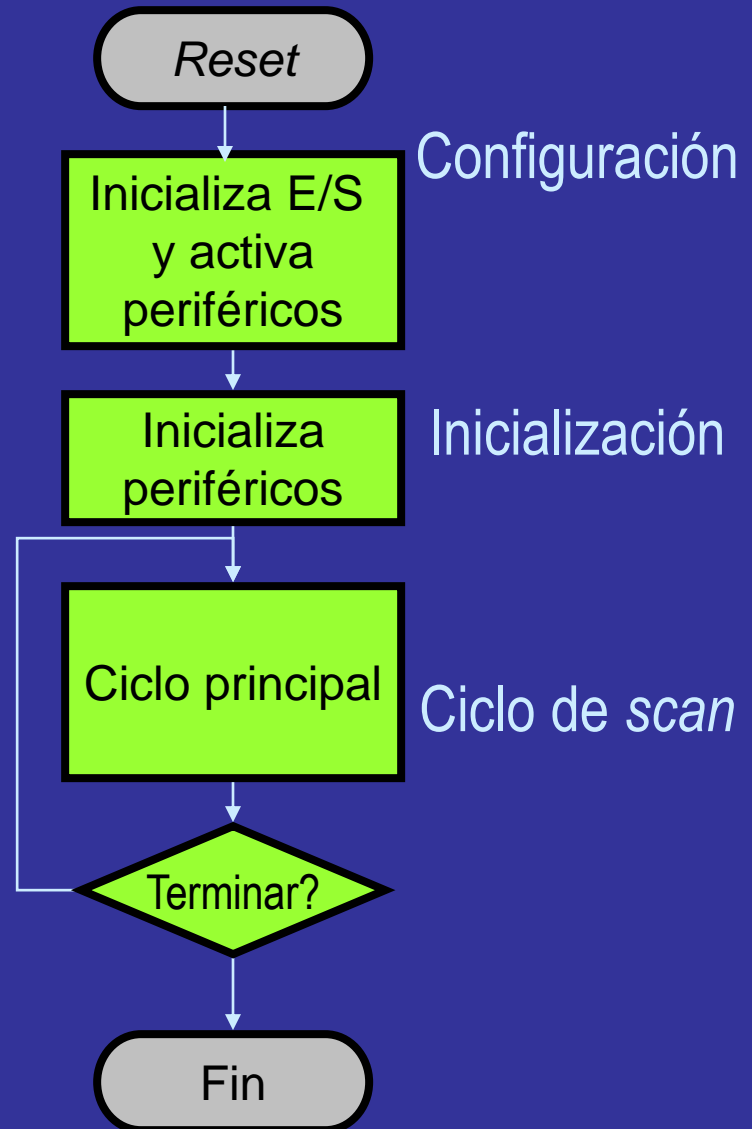 Reset
Configuración
Inicializa E/S
y activa
periféricos
Inicialización
Inicializa
periféricos
Ciclo principal
Ciclo de scan
Terminar?
Fin